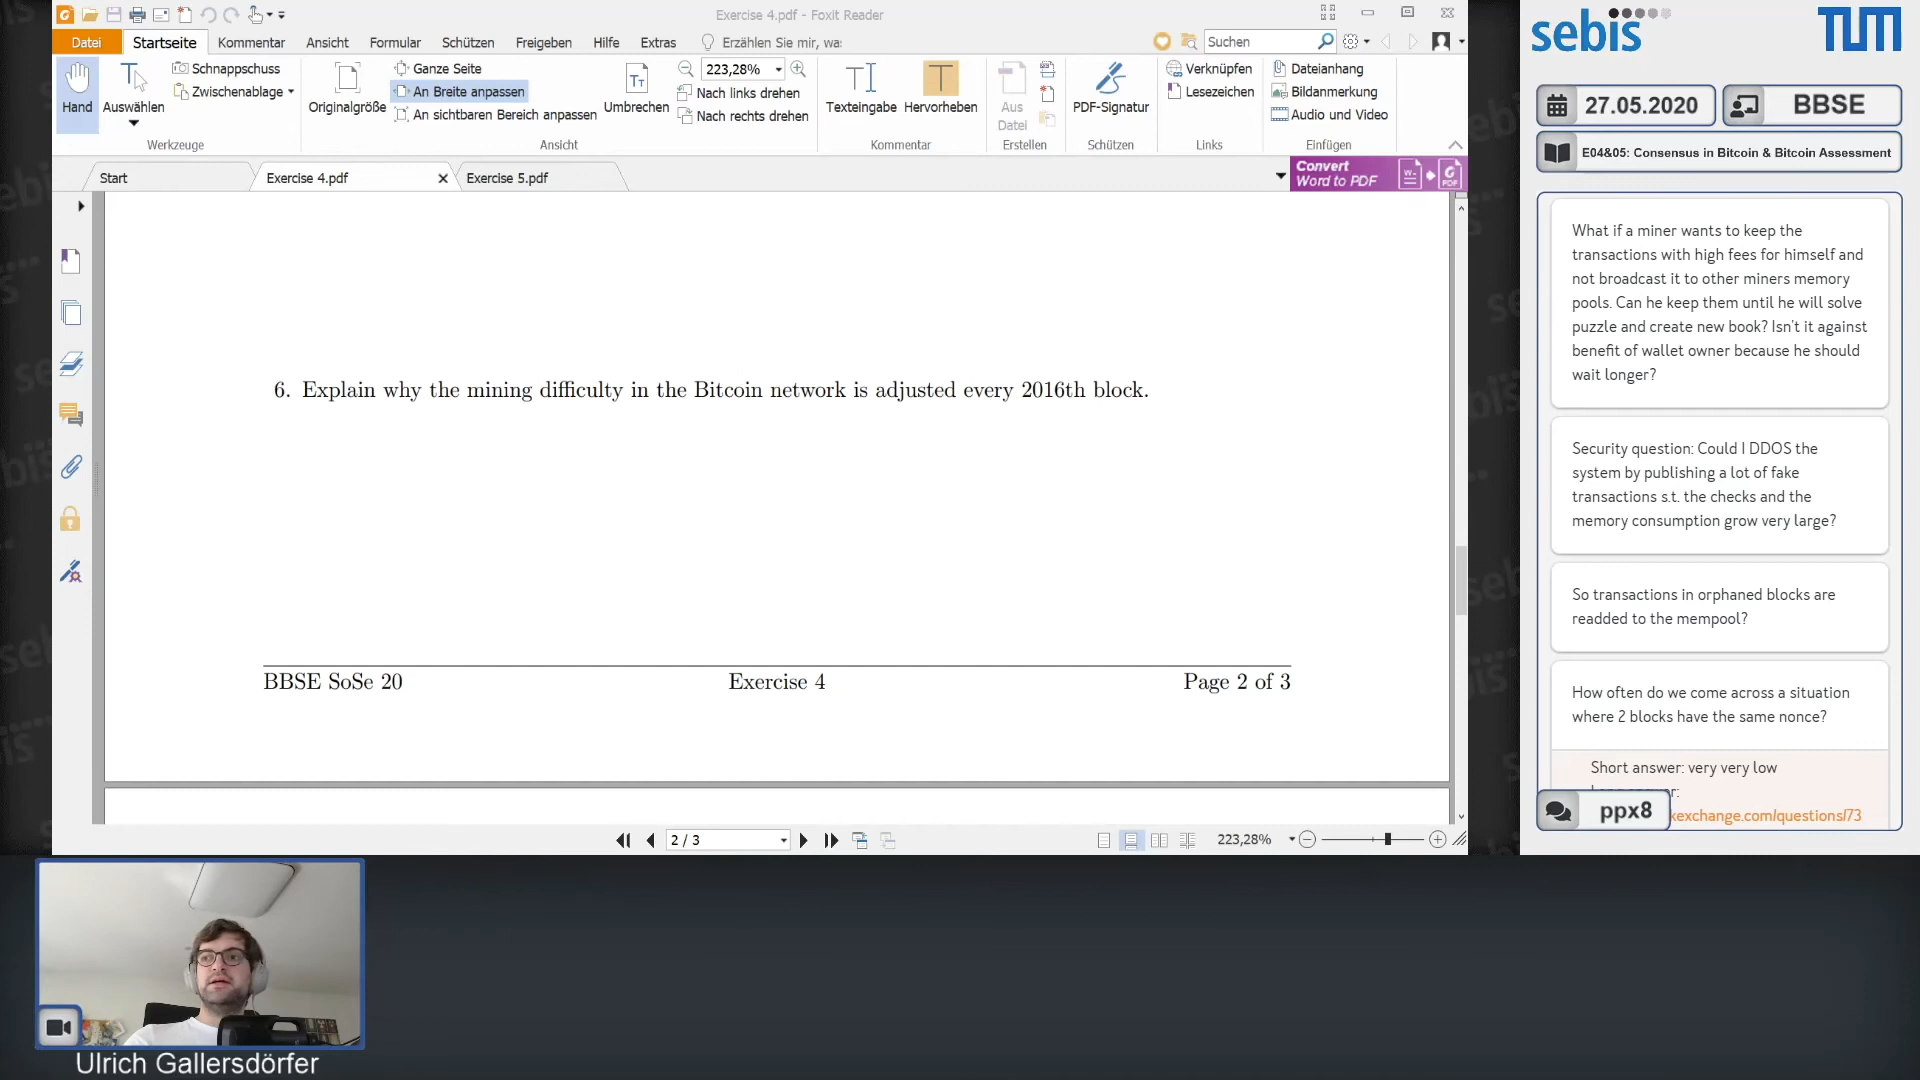 Exercise 4.pdf - Foxit Reader
Datei Startseite Kommentar Ansicht Formular Schützen Freigeben Hilfe Extras Erzählen Sie mir, wa: Suchen
Hand
Auswählen
Schnappschuss
Zwischenablage
Werkzeuge
Originalgröße
Ganze Seite
An Breite anpassen
An sichtbaren Bereich anpassen
Umbrechen
223,28%
Nach links drehen
Nach rechts drehen
Ansicht
Texteingabe Hervorheben
Kommentar
Aus
Datei
Erstellen
PDF-Signatur
Schützen
Verknüpfen
Lesezeichen
Links
Dateianhang
Bildanmerkung
Audio und Video
Einfügen
Start Exercise 4.pdf Exercise 5.pdf
Convert
Word to PDF
6. Explain why the mining difficulty in the Bitcoin network is adjusted every 2016th block.
BBSE SoSe 20 Exercise 4 Page 2 of 3
2 / 3
223,28%
Ulrich Gallersdörfer
sebis TUM
27.05.2020 BBSE
E04&05: Consensus in Bitcoin & Bitcoin Assessment
What if a miner wants to keep the
transactions with high fees for himself and
not broadcast it to other miners memory
pools. Can he keep them until he will solve
puzzle and create new book? Isn't it against
benefit of wallet owner because he should
wait longer?
Security question: Could I DDOS the
system by publishing a lot of fake
transactions s.t. the checks and the
memory consumption grow very large?
So transactions in orphaned blocks are
readded to the mempool?
How often do we come across a situation
where 2 blocks have the same nonce?
Short answer: very very low
kexchange.com/questions/73
ppx8